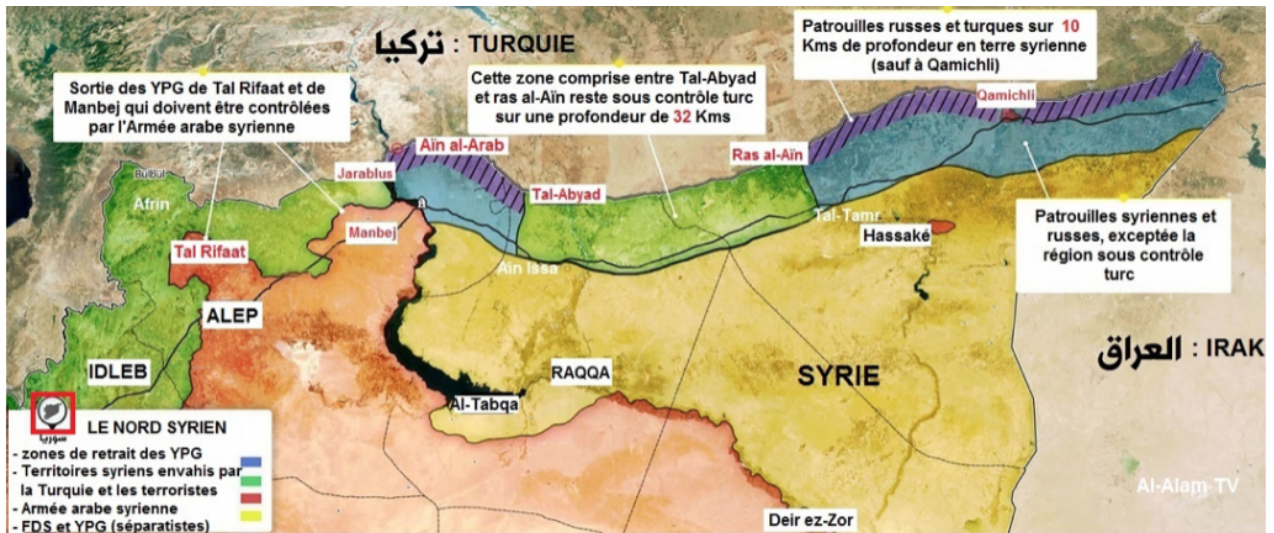 تركيا : TURQUIE
Sortie des YPG de Tal Rifaat et de
Manbej qui doivent être contrôlées
par l'Armée arabe syrienne
Cette zone comprise entre Tal-Abyad
et ras al-Aïn reste sous contrôle turc
sur une profondeur de 32 Kms
Patrouilles russes et turques sur 10
Kms de profondeur en terre syrienne
(sauf à Qamichli)
Qamichli
Aïn al-Arab
Ras al-Aïn
Jarablus
Bulbul
Tal-Abyad
Afrin
Tal-Tamr
Manbej
Hassaké
Tal Rifaat
Ain Issa
Patrouilles syriennes et
russes, exceptée la
région sous contrôle
turc
ALEP
العراق : IRAK
IDLEB
RAQQA
SYRIE
Al-Tabqa
سوريا
LE NORD SYRIEN
- zones de retrait des YPG
- Territoires syriens envahis par
la Turquie et les terroristes
- Armée arabe syrienne
- FDS et YPG (séparatistes)
Al-Alam-TV
Deir ez-Zor